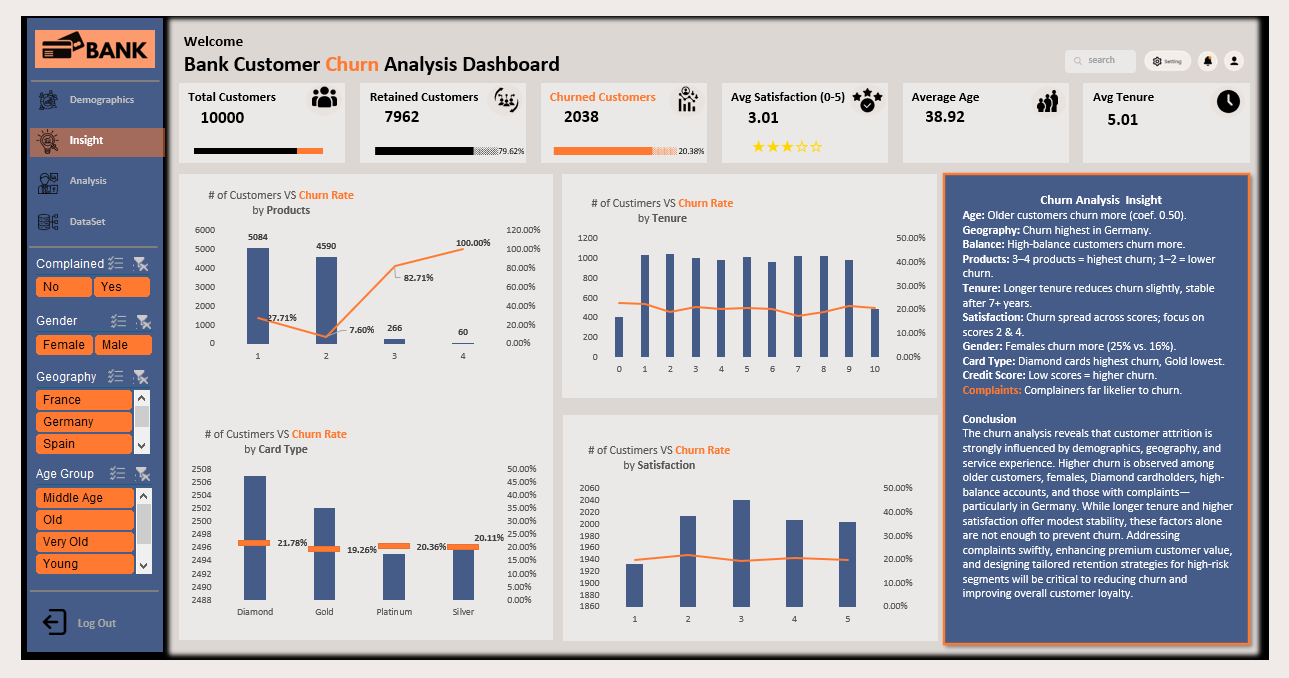 BANK
Demographics
Insight
Analysis
DataSet
Complained
No Yes
Gender
Female Male
Geography
France
Germany
Spain
Age Group
Middle Age
Old
Very Old
Young
Log Out
Welcome
Bank Customer Churn Analysis Dashboard
search
Setting
Total Customers
10000
Retained Customers
7962
79.62%
Churned Customers
2038
20.38%
Avg Satisfaction (0-5)
3.01
Average Age
38.92
Avg Tenure
5.01
# of Customers VS Churn Rate
by Products
6000
5000
4000
3000
2000
1000
0
5084
4590
266
60
27.71%
7.60%
82.71%
100.00%
120.00%
100.00%
80.00%
60.00%
40.00%
20.00%
0.00%
1 2 3 4
# of Custimers VS Churn Rate
by Tenure
1200
1000
800
600
400
200
0
50.00%
40.00%
30.00%
20.00%
10.00%
0.00%
0 1 2 3 4 5 6 7 8 9 10
# of Custimers VS Churn Rate
by Card Type
2508
2506
2504
2502
2500
2498
2496
2494
2492
2490
2488
21.78%
19.26%
20.36%
20.11%
50.00%
45.00%
40.00%
35.00%
30.00%
25.00%
20.00%
15.00%
10.00%
5.00%
0.00%
Diamond Gold Platinum Silver
# of Custimers VS Churn Rate
by Satisfaction
2060
2040
2020
2000
1980
1960
1940
1920
1900
1880
1860
50.00%
40.00%
30.00%
20.00%
10.00%
0.00%
1 2 3 4 5
Churn Analysis Insight
Age: Older customers churn more (coef. 0.50).
Geography: Churn highest in Germany.
Balance: High-balance customers churn more.
Products: 3–4 products = highest churn; 1–2 = lower
churn.
Tenure: Longer tenure reduces churn slightly, stable
after 7+ years.
Satisfaction: Churn spread across scores; focus on
scores 2 & 4.
Gender: Females churn more (25% vs. 16%).
Card Type: Diamond cards highest churn, Gold lowest.
Credit Score: Low scores = higher churn.
Complaints: Complainers far likelier to churn.
Conclusion
The churn analysis reveals that customer attrition is
strongly influenced by demographics, geography, and
service experience. Higher churn is observed among
older customers, females, Diamond cardholders, high-
balance accounts, and those with complaints—
particularly in Germany. While longer tenure and higher
satisfaction offer modest stability, these factors alone
are not enough to prevent churn. Addressing
complaints swiftly, enhancing premium customer value,
and designing tailored retention strategies for high-risk
segments will be critical to reducing churn and
improving overall customer loyalty.